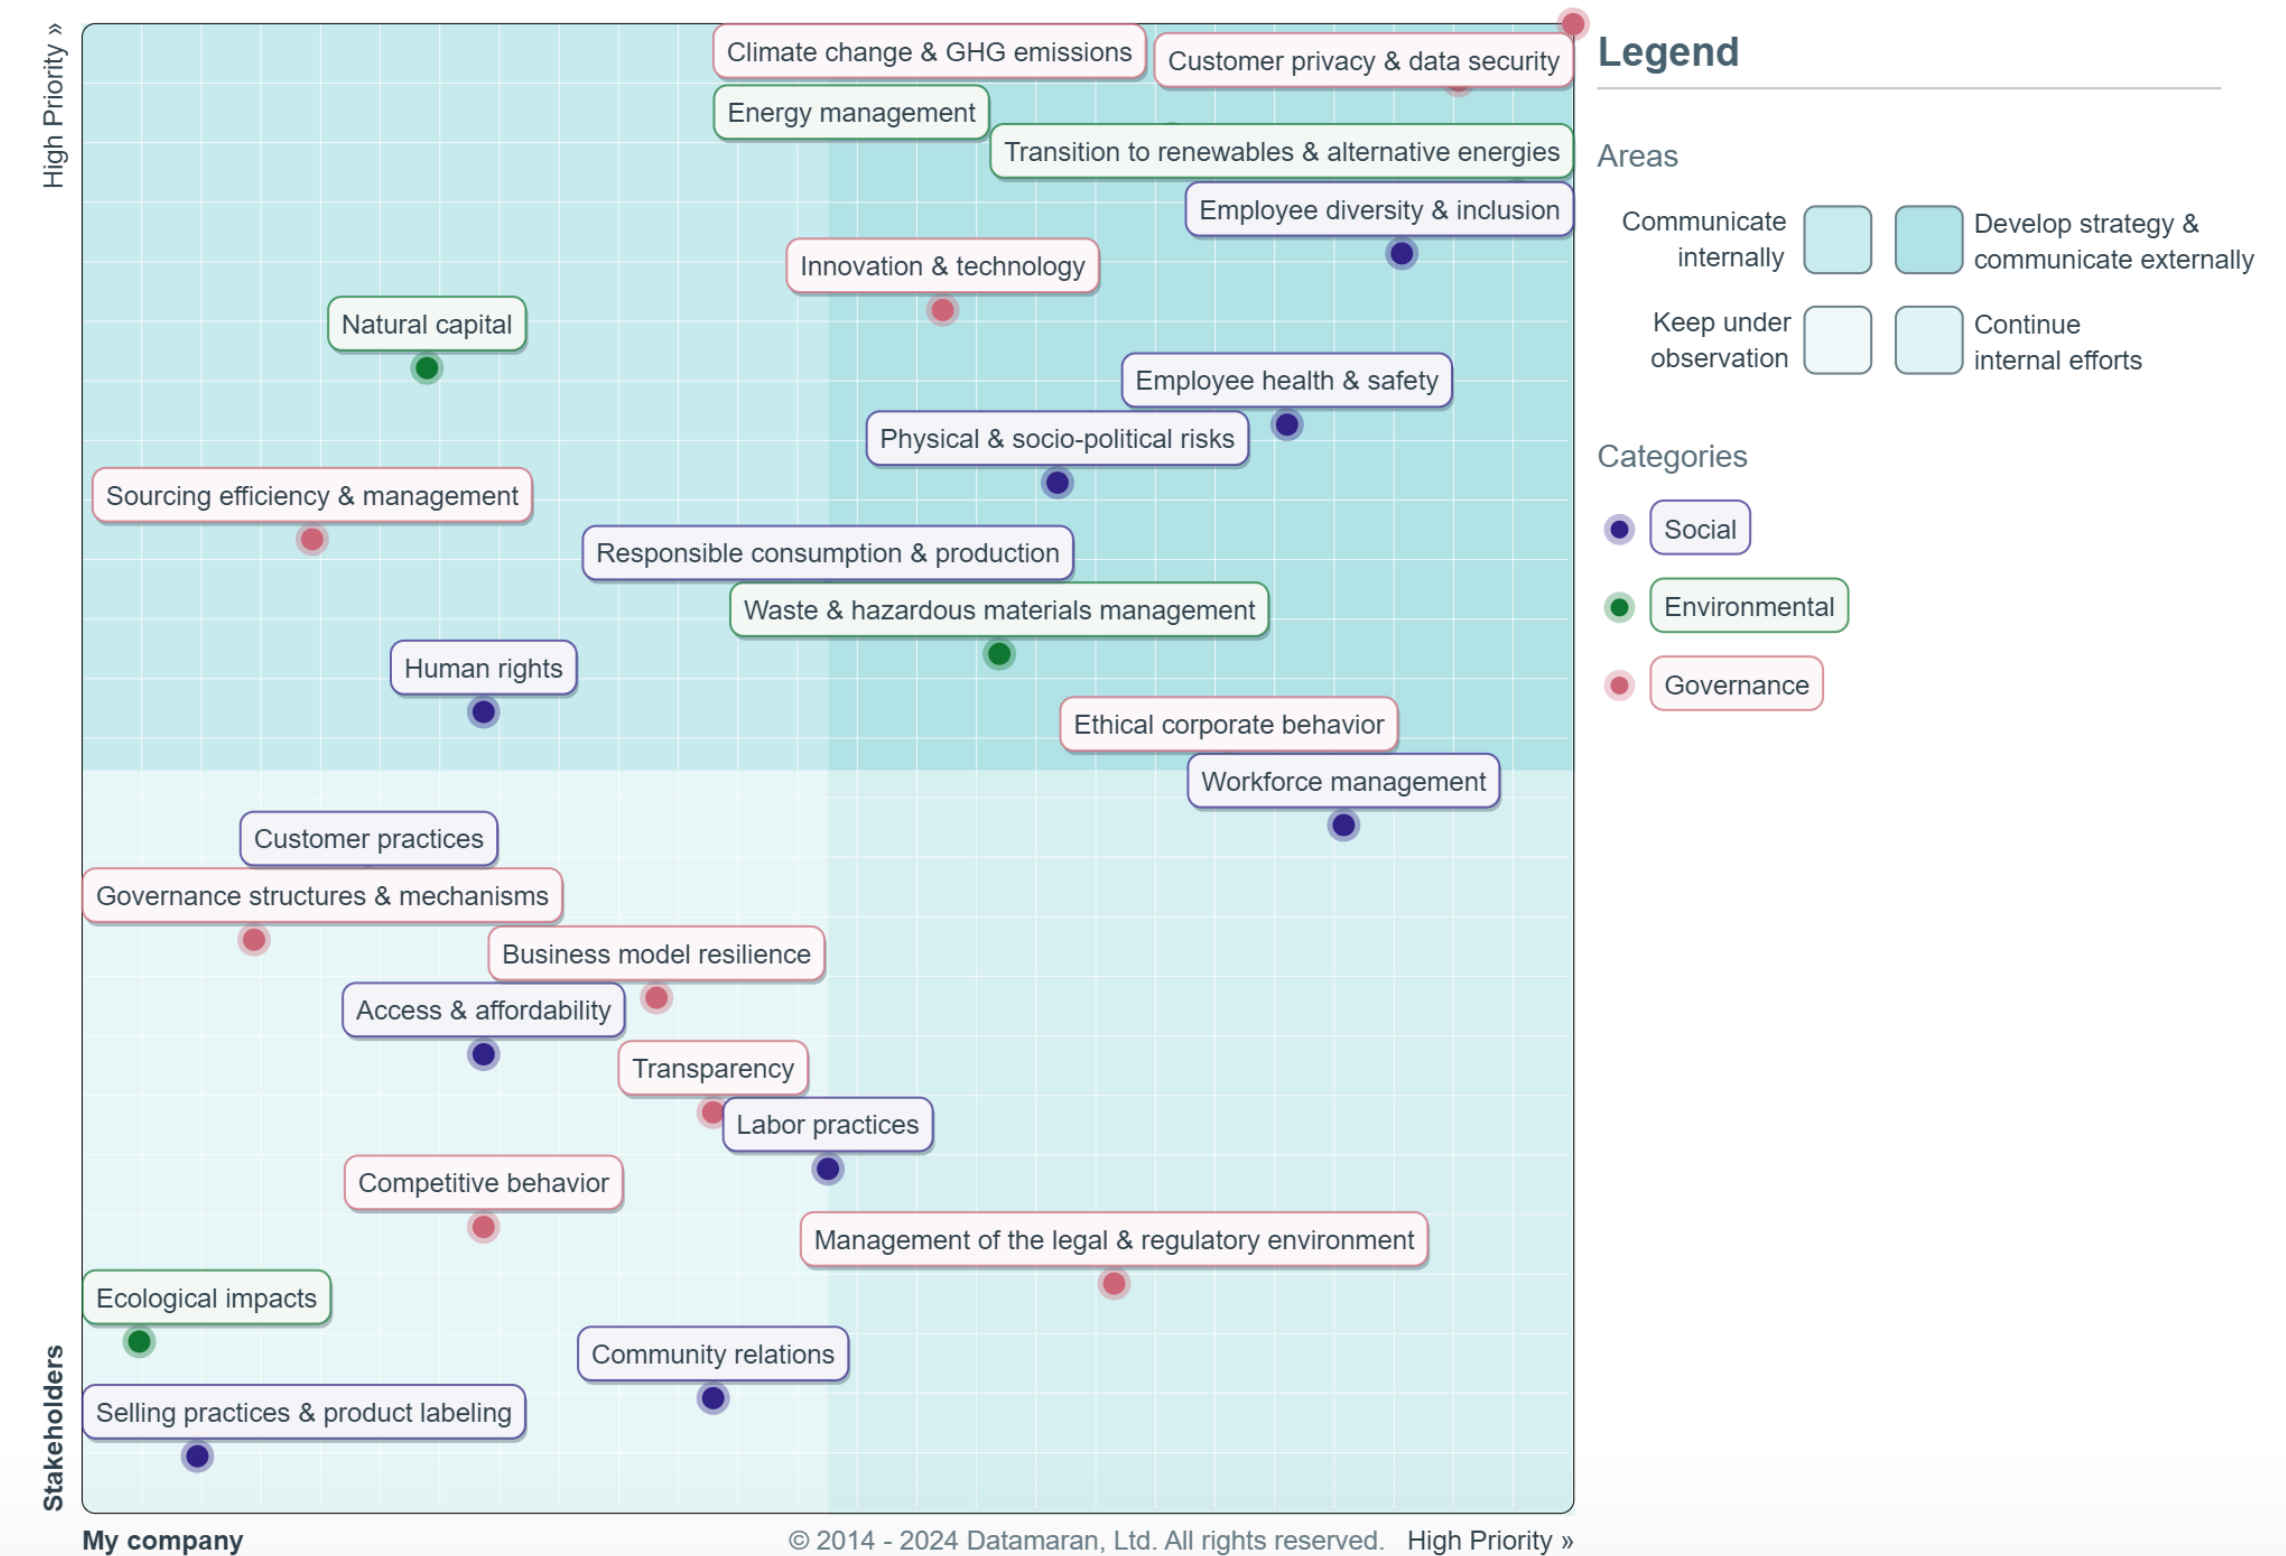 High Priority »
Climate change & GHG emissions
Customer privacy & data security
Energy management
Transition to renewables & alternative energies
Employee diversity & inclusion
Innovation & technology
Natural capital
Employee health & safety
Physical & socio-political risks
Sourcing efficiency & management
Responsible consumption & production
Waste & hazardous materials management
Human rights
Ethical corporate behavior
Workforce management
Customer practices
Governance structures & mechanisms
Business model resilience
Access & affordability
Transparency
Labor practices
Competitive behavior
Management of the legal & regulatory environment
Ecological impacts
Community relations
Selling practices & product labeling
Stakeholders
My company
© 2014 - 2024 Datamaran, Ltd. All rights reserved.
High Priority »
Legend
Areas
Communicate
internally
Develop strategy &
communicate externally
Keep under
observation
Continue
internal efforts
Categories
Social
Environmental
Governance